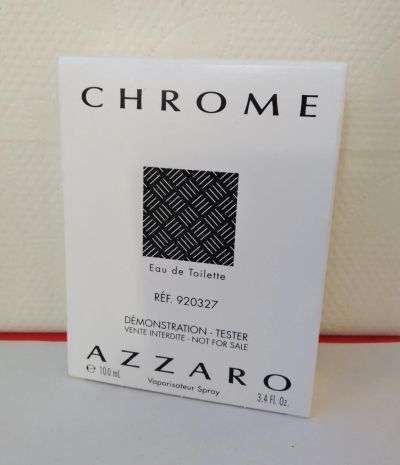 CHROME
Eau de Toilette
RÉF. 920327
DÉMONSTRATION - TESTER
VENTE INTERDITE - NOT FOR SALE
AZZARO
℮ 100 mL
Vaporisateur Spray
3.4 Fl. Oz.